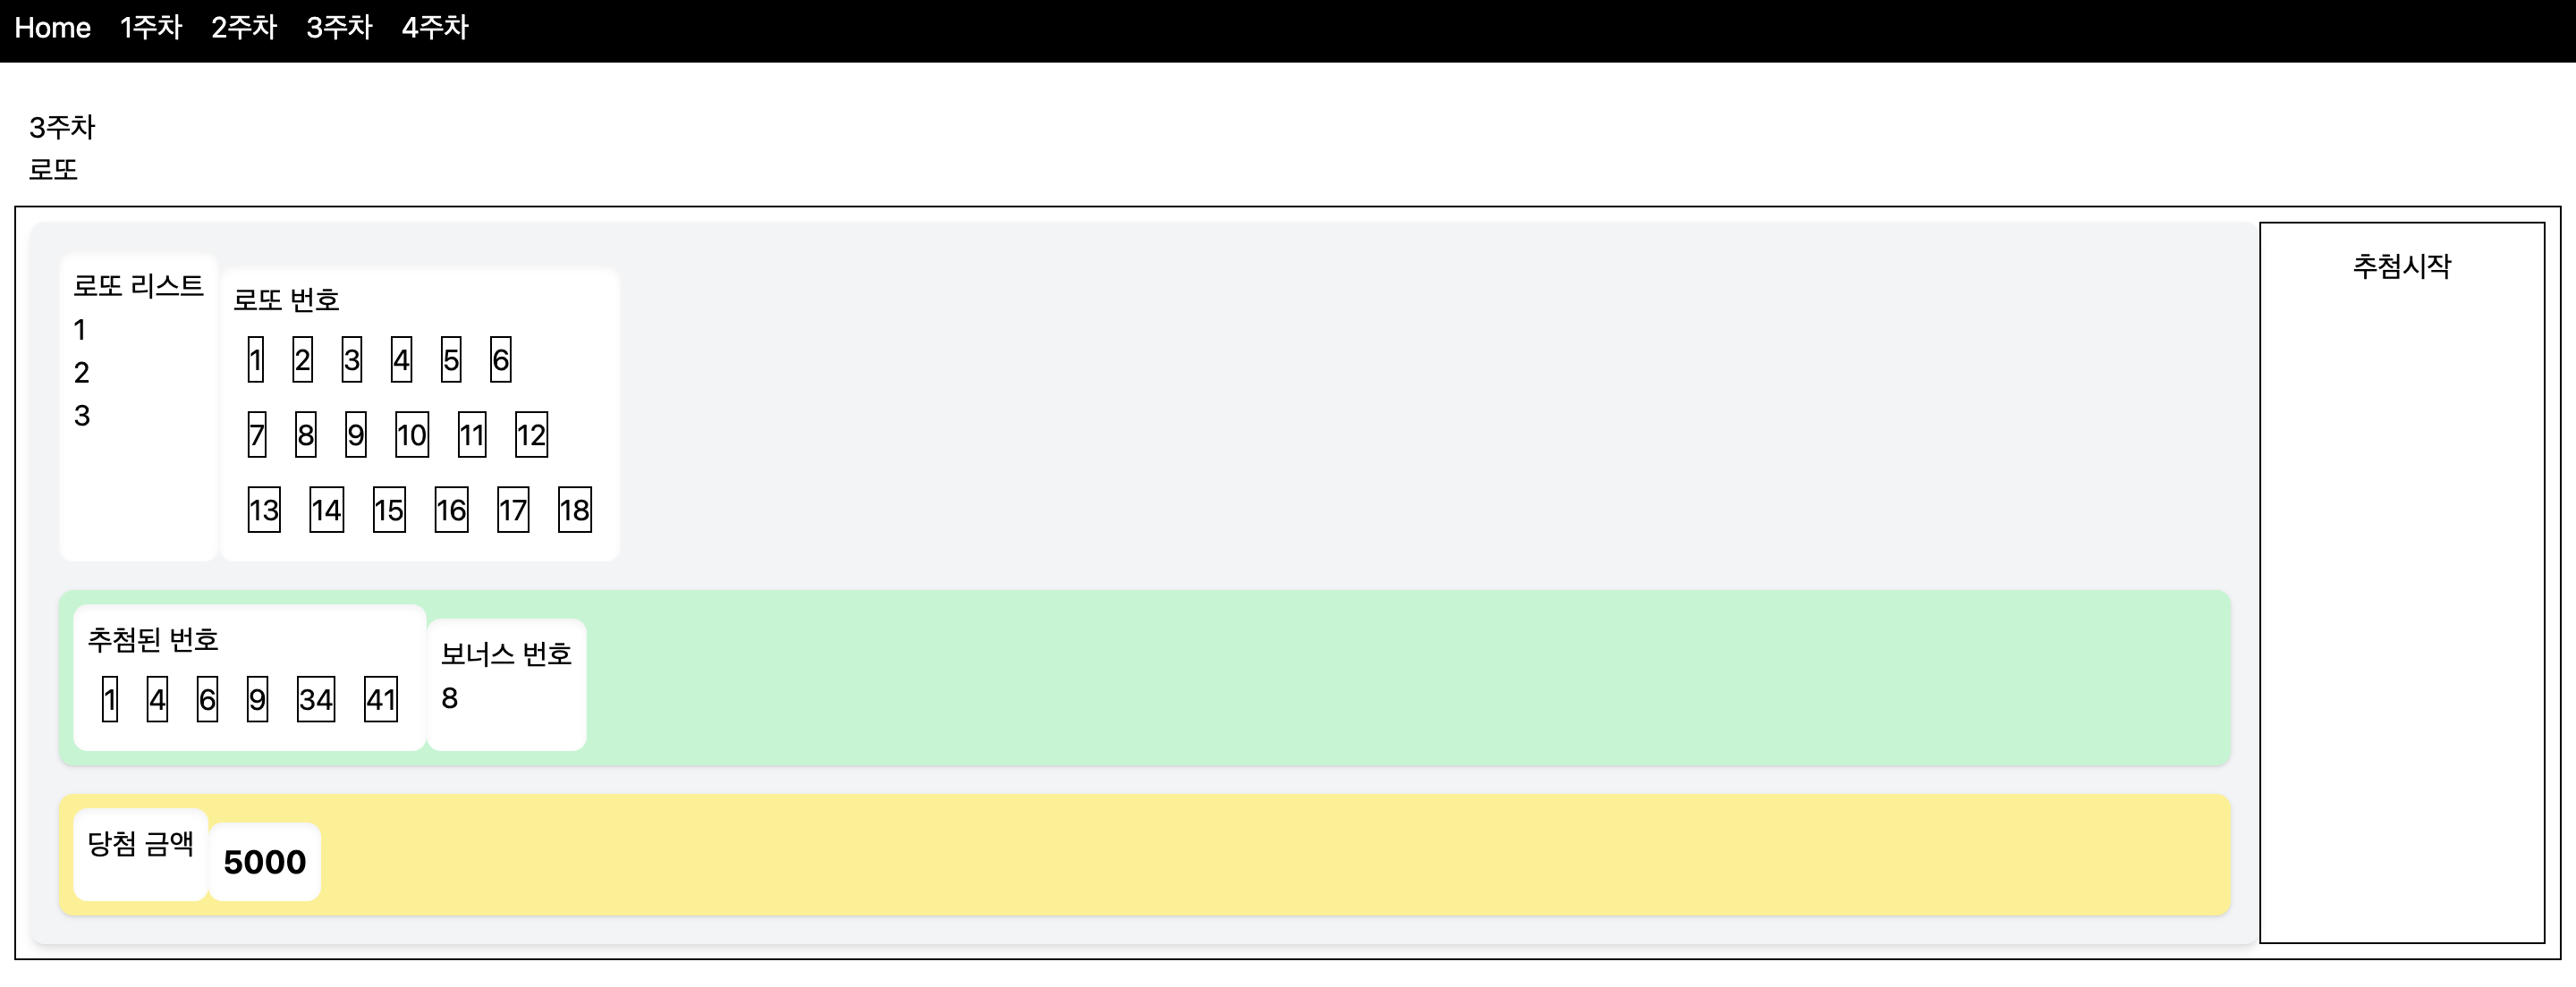 Home 1주차 2주차 3주차 4주차
3주차
로또
로또 리스트
1
2
3
로또 번호
1 2 3 4 5 6
7 8 9 10 11 12
13 14 15 16 17 18
추첨된 번호
1 4 6 9 34 41
보너스 번호
8
당첨 금액
5000
추첨시작